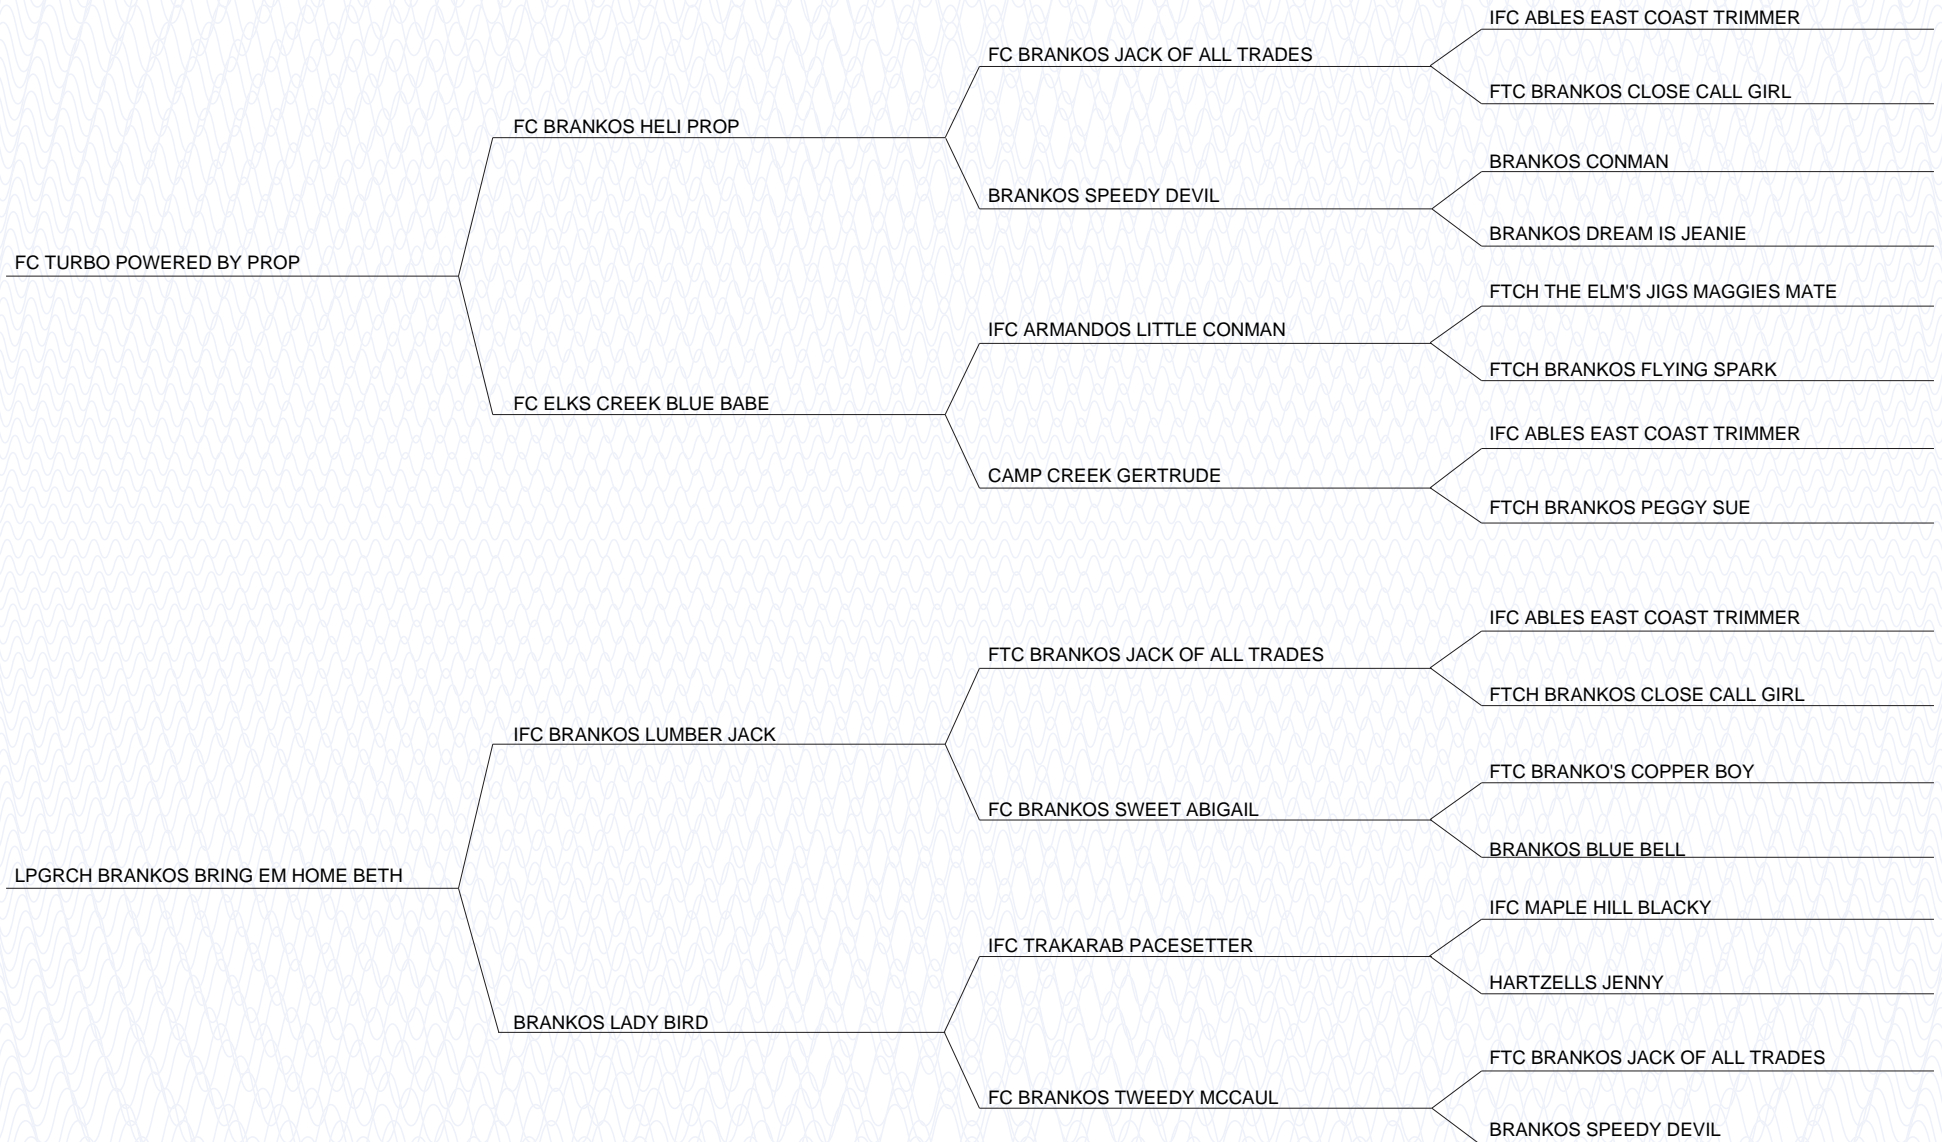 IFC ABLES EAST COAST TRIMMER
FC BRANKOS JACK OF ALL TRADES
FTC BRANKOS CLOSE CALL GIRL
FC BRANKOS HELI PROP
BRANKOS CONMAN
BRANKOS SPEEDY DEVIL
BRANKOS DREAM IS JEANIE
FC TURBO POWERED BY PROP
FTCH THE ELM'S JIGS MAGGIES MATE
IFC ARMANDOS LITTLE CONMAN
FTCH BRANKOS FLYING SPARK
FC ELKS CREEK BLUE BABE
IFC ABLES EAST COAST TRIMMER
CAMP CREEK GERTRUDE
FTCH BRANKOS PEGGY SUE
IFC ABLES EAST COAST TRIMMER
FTC BRANKOS JACK OF ALL TRADES
FTCH BRANKOS CLOSE CALL GIRL
IFC BRANKOS LUMBER JACK
FTC BRANKO'S COPPER BOY
FC BRANKOS SWEET ABIGAIL
BRANKOS BLUE BELL
LPGRCH BRANKOS BRING EM HOME BETH
IFC MAPLE HILL BLACKY
IFC TRAKARAB PACESETTER
HARTZELLS JENNY
BRANKOS LADY BIRD
FTC BRANKOS JACK OF ALL TRADES
FC BRANKOS TWEEDY MCCAUL
BRANKOS SPEEDY DEVIL